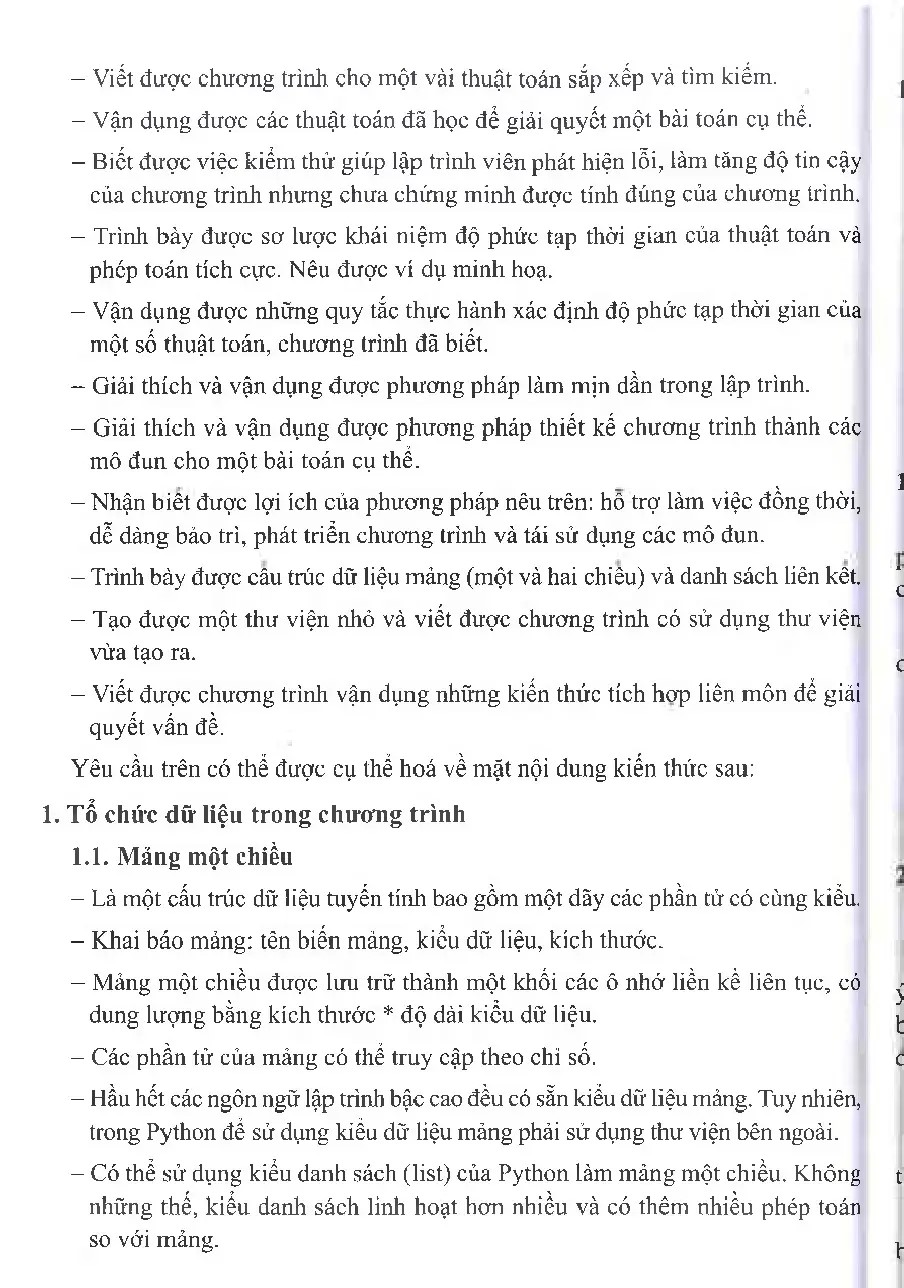 – Viết được chương trình cho một vài thuật toán sắp xếp và tìm kiếm.
– Vận dụng được các thuật toán đã học để giải quyết một bài toán cụ thể.
– Biết được việc kiểm thử giúp lập trình viên phát hiện lỗi, làm tăng độ tin cậy
của chương trình nhưng chưa chứng minh được tính đúng của chương trình.
– Trình bày được sơ lược khái niệm độ phức tạp thời gian của thuật toán và
phép toán tích cực. Nêu được ví dụ minh hoạ.
– Vận dụng được những quy tắc thực hành xác định độ phức tạp thời gian của
một số thuật toán, chương trình đã biết.
– Giải thích và vận dụng được phương pháp làm mịn dần trong lập trình.
– Giải thích và vận dụng được phương pháp thiết kế chương trình thành các
mô đun cho một bài toán cụ thể.
– Nhận biết được lợi ích của phương pháp nêu trên: hỗ trợ làm việc đồng thời,
dễ dàng bảo trì, phát triển chương trình và tái sử dụng các mô đun.
– Trình bày được cấu trúc dữ liệu mảng (một và hai chiều) và danh sách liên kết.
– Tạo được một thư viện nhỏ và viết được chương trình có sử dụng thư viện
vừa tạo ra.
– Viết được chương trình vận dụng những kiến thức tích hợp liên môn để giải
quyết vấn đề.
Yêu cầu trên có thể được cụ thể hoá về mặt nội dung kiến thức sau:
1. Tổ chức dữ liệu trong chương trình
1.1. Mảng một chiều
– Là một cấu trúc dữ liệu tuyến tính bao gồm một dãy các phần tử có cùng kiểu.
– Khai báo mảng: tên biến mảng, kiểu dữ liệu, kích thước.
– Mảng một chiều được lưu trữ thành một khối các ô nhớ liền kề liên tục, có
dung lượng bằng kích thước * độ dài kiểu dữ liệu.
– Các phần tử của mảng có thể truy cập theo chỉ số.
– Hầu hết các ngôn ngữ lập trình bậc cao đều có sẵn kiểu dữ liệu mảng. Tuy nhiên,
trong Python để sử dụng kiểu dữ liệu mảng phải sử dụng thư viện bên ngoài.
– Có thể sử dụng kiểu danh sách (list) của Python làm mảng một chiều. Không
những thế, kiểu danh sách linh hoạt hơn nhiều và có thêm nhiều phép toán
so với mảng.